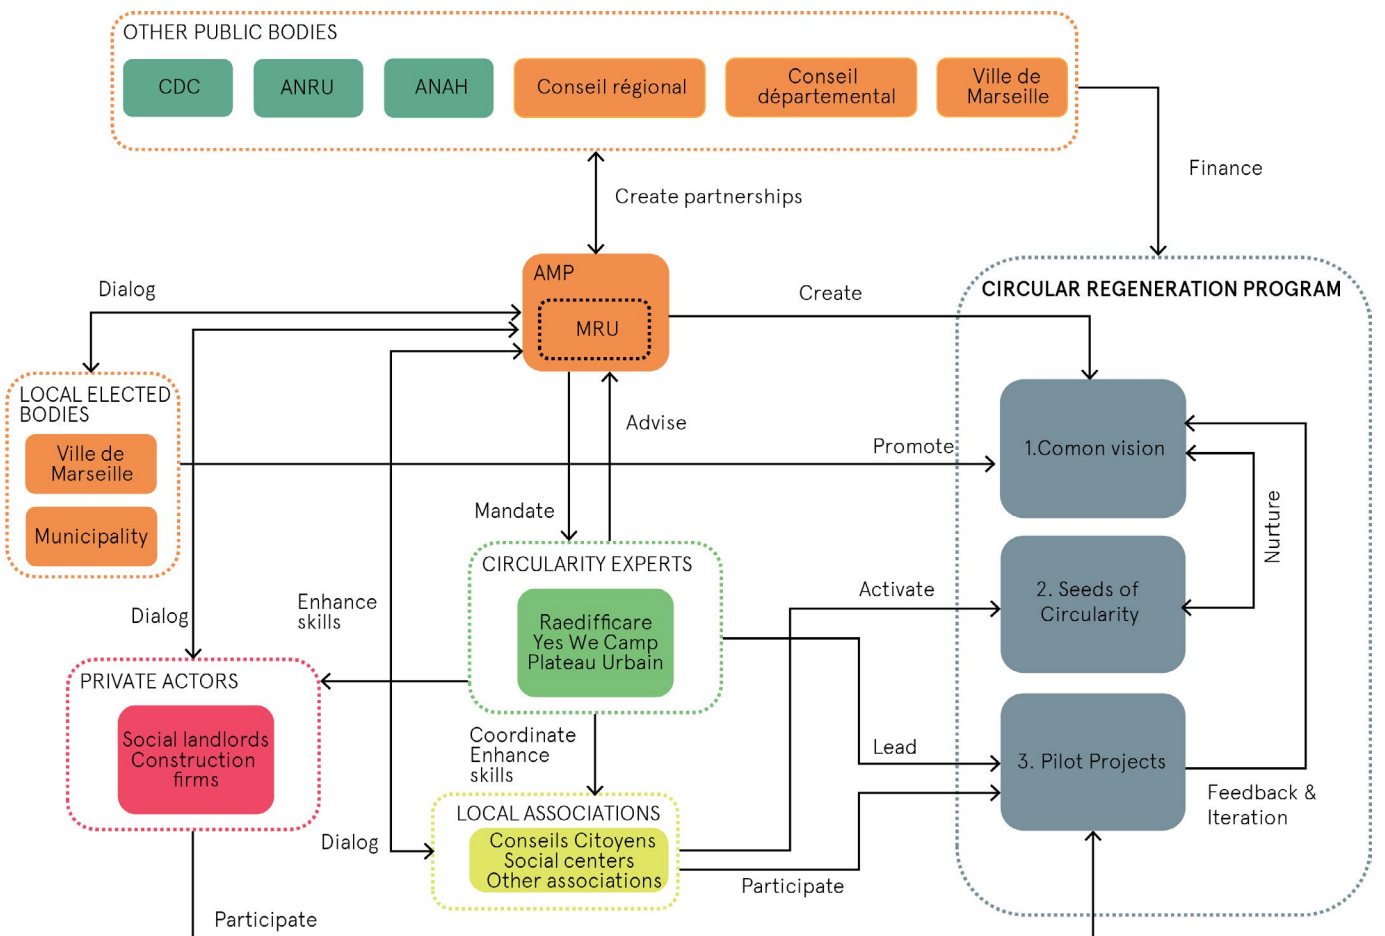 OTHER PUBLIC BODIES
CDC
ANRU
ANAH
Conseil régional
Conseil
départemental
Ville de
Marseille
Finance
Create partnerships
AMP
MRU
Dialog
Create
CIRCULAR REGENERATION PROGRAM
LOCAL ELECTED
BODIES
Ville de
Marseille
Municipality
Advise
Promote
1.Comon vision
Mandate
Nurture
CIRCULARITY EXPERTS
Raedifficare
Yes We Camp
Plateau Urbain
Activate
2. Seeds of
Circularity
Dialog
Enhance
skills
PRIVATE ACTORS
Social landlords
Construction
firms
Coordinate
Enhance
skills
Lead
3. Pilot Projects
Feedback &
Iteration
LOCAL ASSOCIATIONS
Conseils Citoyens
Social centers
Other associations
Dialog
Participate
Participate